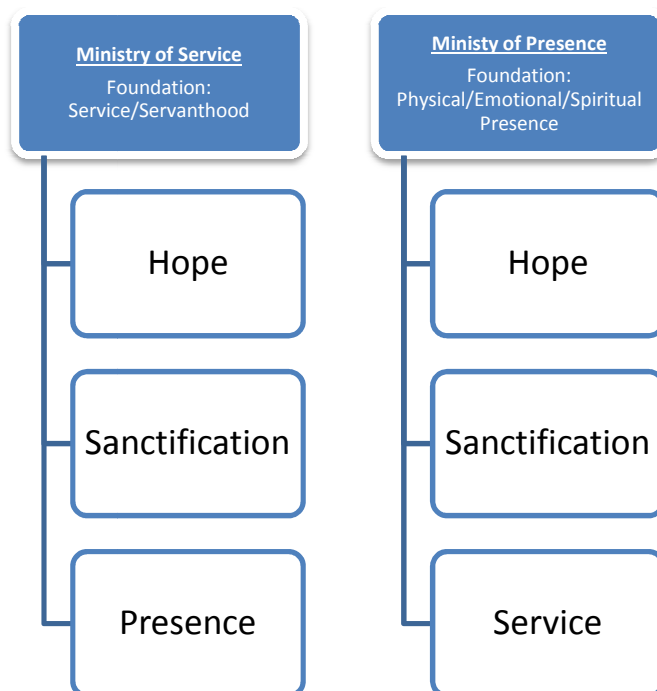 Ministry of Service
Foundation:
Service/Servanthood
Hope
Sanctification
Presence
Ministy of Presence
Foundation:
Physical/Emotional/Spiritual
Presence
Hope
Sanctification
Service